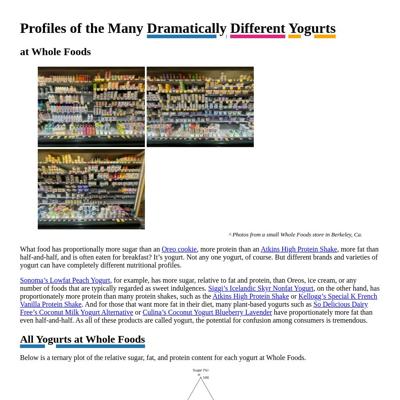 Profiles of the Many Dramatically Different Yogurts
at Whole Foods
^ Photos from a small Whole Foods store in Berkeley, Ca.
What food has proportionally more sugar than an Oreo cookie, more protein than an Atkins High Protein Shake, more fat than
half-and-half, and is often eaten for breakfast? It's yogurt. Not any one yogurt, of course. But different brands and varieties of
yogurt can have completely different nutritional profiles.
Sonoma's Lowfat Peach Yogurt, for example, has more sugar, relative to fat and protein, than Oreos, ice cream, or any
number of foods that are typically regarded as sweet indulgences. Siggi's Icelandic Skyr Nonfat Yogurt, on the other hand, has
proportionately more protein than many protein shakes, such as the Atkins High Protein Shake or Kellogg's Special K French
Vanilla Protein Shake. And for those that want more fat in their diet, many plant-based yogurts such as So Delicious Dairy
Free's Coconut Milk Yogurt Alternative or Culina's Coconut Yogurt Blueberry Lavender have proportionately more fat than
even half-and-half. As all of these products are called yogurt, the potential for confusion among consumers is tremendous.
All Yogurts at Whole Foods
Below is a ternary plot of the relative sugar, fat, and protein content for each yogurt at Whole Foods.